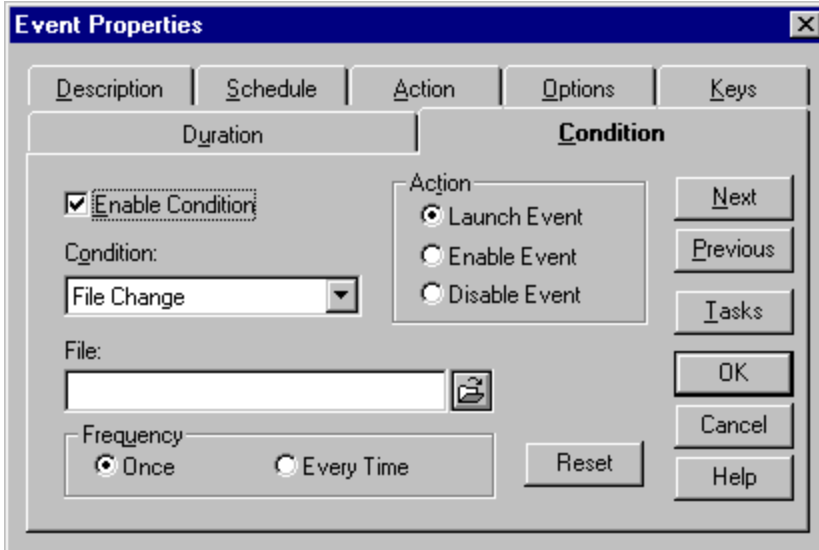 Event Properties
Description Schedule Action Options Keys
Duration Condition
Enable Condition
Action
Launch Event
Enable Event
Disable Event
Condition:
File Change
File:
Frequency
Once Every Time
Reset
Next
Previous
Tasks
OK
Cancel
Help